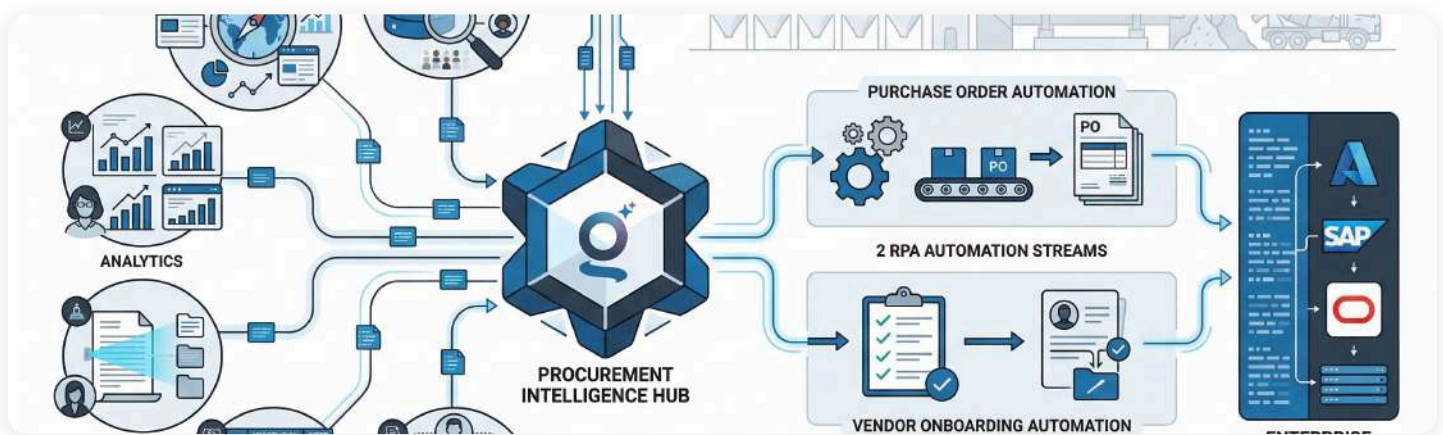 PURCHASE ORDER AUTOMATION
PO
PO
2 RPA AUTOMATION STREAMS
ANALYTICS
SAP
PROCUREMENT
INTELLIGENCE HUB
VENDOR ONBOARDING AUTOMATION